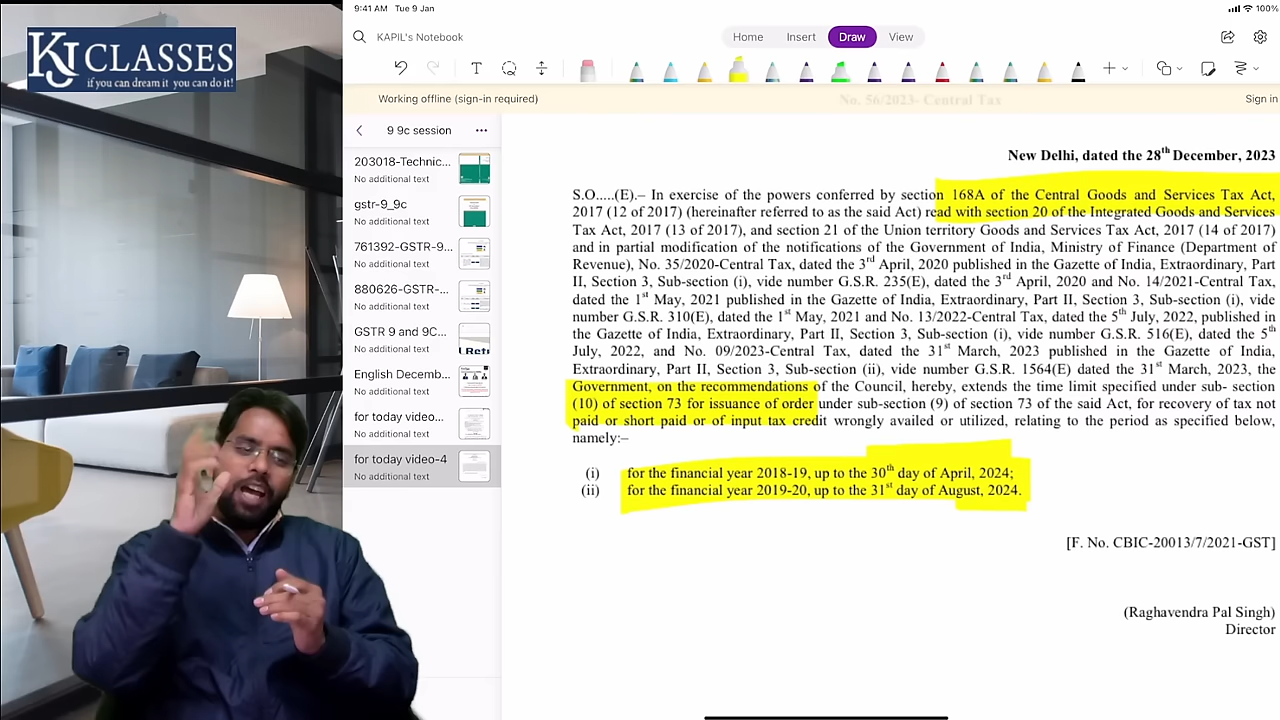 9:41 AM Tue 9 Jan
100%
KJ CLASSES
if you can dream it you can do it!
KAPIL's Notebook
Home Insert Draw View
Working offline (sign-in required)
No. 56/2023- Central Tax
Sign in
9 9c session
203018-Technic...
No additional text
gstr-9_9c
No additional text
761392-GSTR-9...
No additional text
880626-GSTR-...
No additional text
GSTR 9 and 9C...
No additional text
English Decemb...
No additional text
for today video...
No additional text
for today video-4
No additional text
New Delhi, dated the 28th December, 2023
S.O.....(E).– In exercise of the powers conferred by section 168A of the Central Goods and Services Tax Act,
2017 (12 of 2017) (hereinafter referred to as the said Act) read with section 20 of the Integrated Goods and Services
Tax Act, 2017 (13 of 2017), and section 21 of the Union territory Goods and Services Tax Act, 2017 (14 of 2017)
and in partial modification of the notifications of the Government of India, Ministry of Finance (Department of
Revenue), No. 35/2020-Central Tax, dated the 3rd April, 2020 published in the Gazette of India, Extraordinary, Part
II, Section 3, Sub-section (i), vide number G.S.R. 235(E), dated the 3rd April, 2020 and No. 14/2021-Central Tax,
dated the 1st May, 2021 published in the Gazette of India, Extraordinary, Part II, Section 3, Sub-section (i), vide
number G.S.R. 310(E), dated the 1st May, 2021 and No. 13/2022-Central Tax, dated the 5th July, 2022, published in
the Gazette of India, Extraordinary, Part II, Section 3, Sub-section (i), vide number G.S.R. 516(E), dated the 5th
July, 2022, and No. 09/2023-Central Tax, dated the 31st March, 2023 published in the Gazette of India,
Extraordinary, Part II, Section 3, Sub-section (ii), vide number G.S.R. 1564(E) dated the 31st March, 2023, the
Government, on the recommendations of the Council, hereby, extends the time limit specified under sub- section
(10) of section 73 for issuance of order under sub-section (9) of section 73 of the said Act, for recovery of tax not
paid or short paid or of input tax credit wrongly availed or utilized, relating to the period as specified below,
namely:–
(i) for the financial year 2018-19, up to the 30th day of April, 2024;
(ii) for the financial year 2019-20, up to the 31st day of August, 2024.
[F. No. CBIC-20013/7/2021-GST]
(Raghavendra Pal Singh)
Director